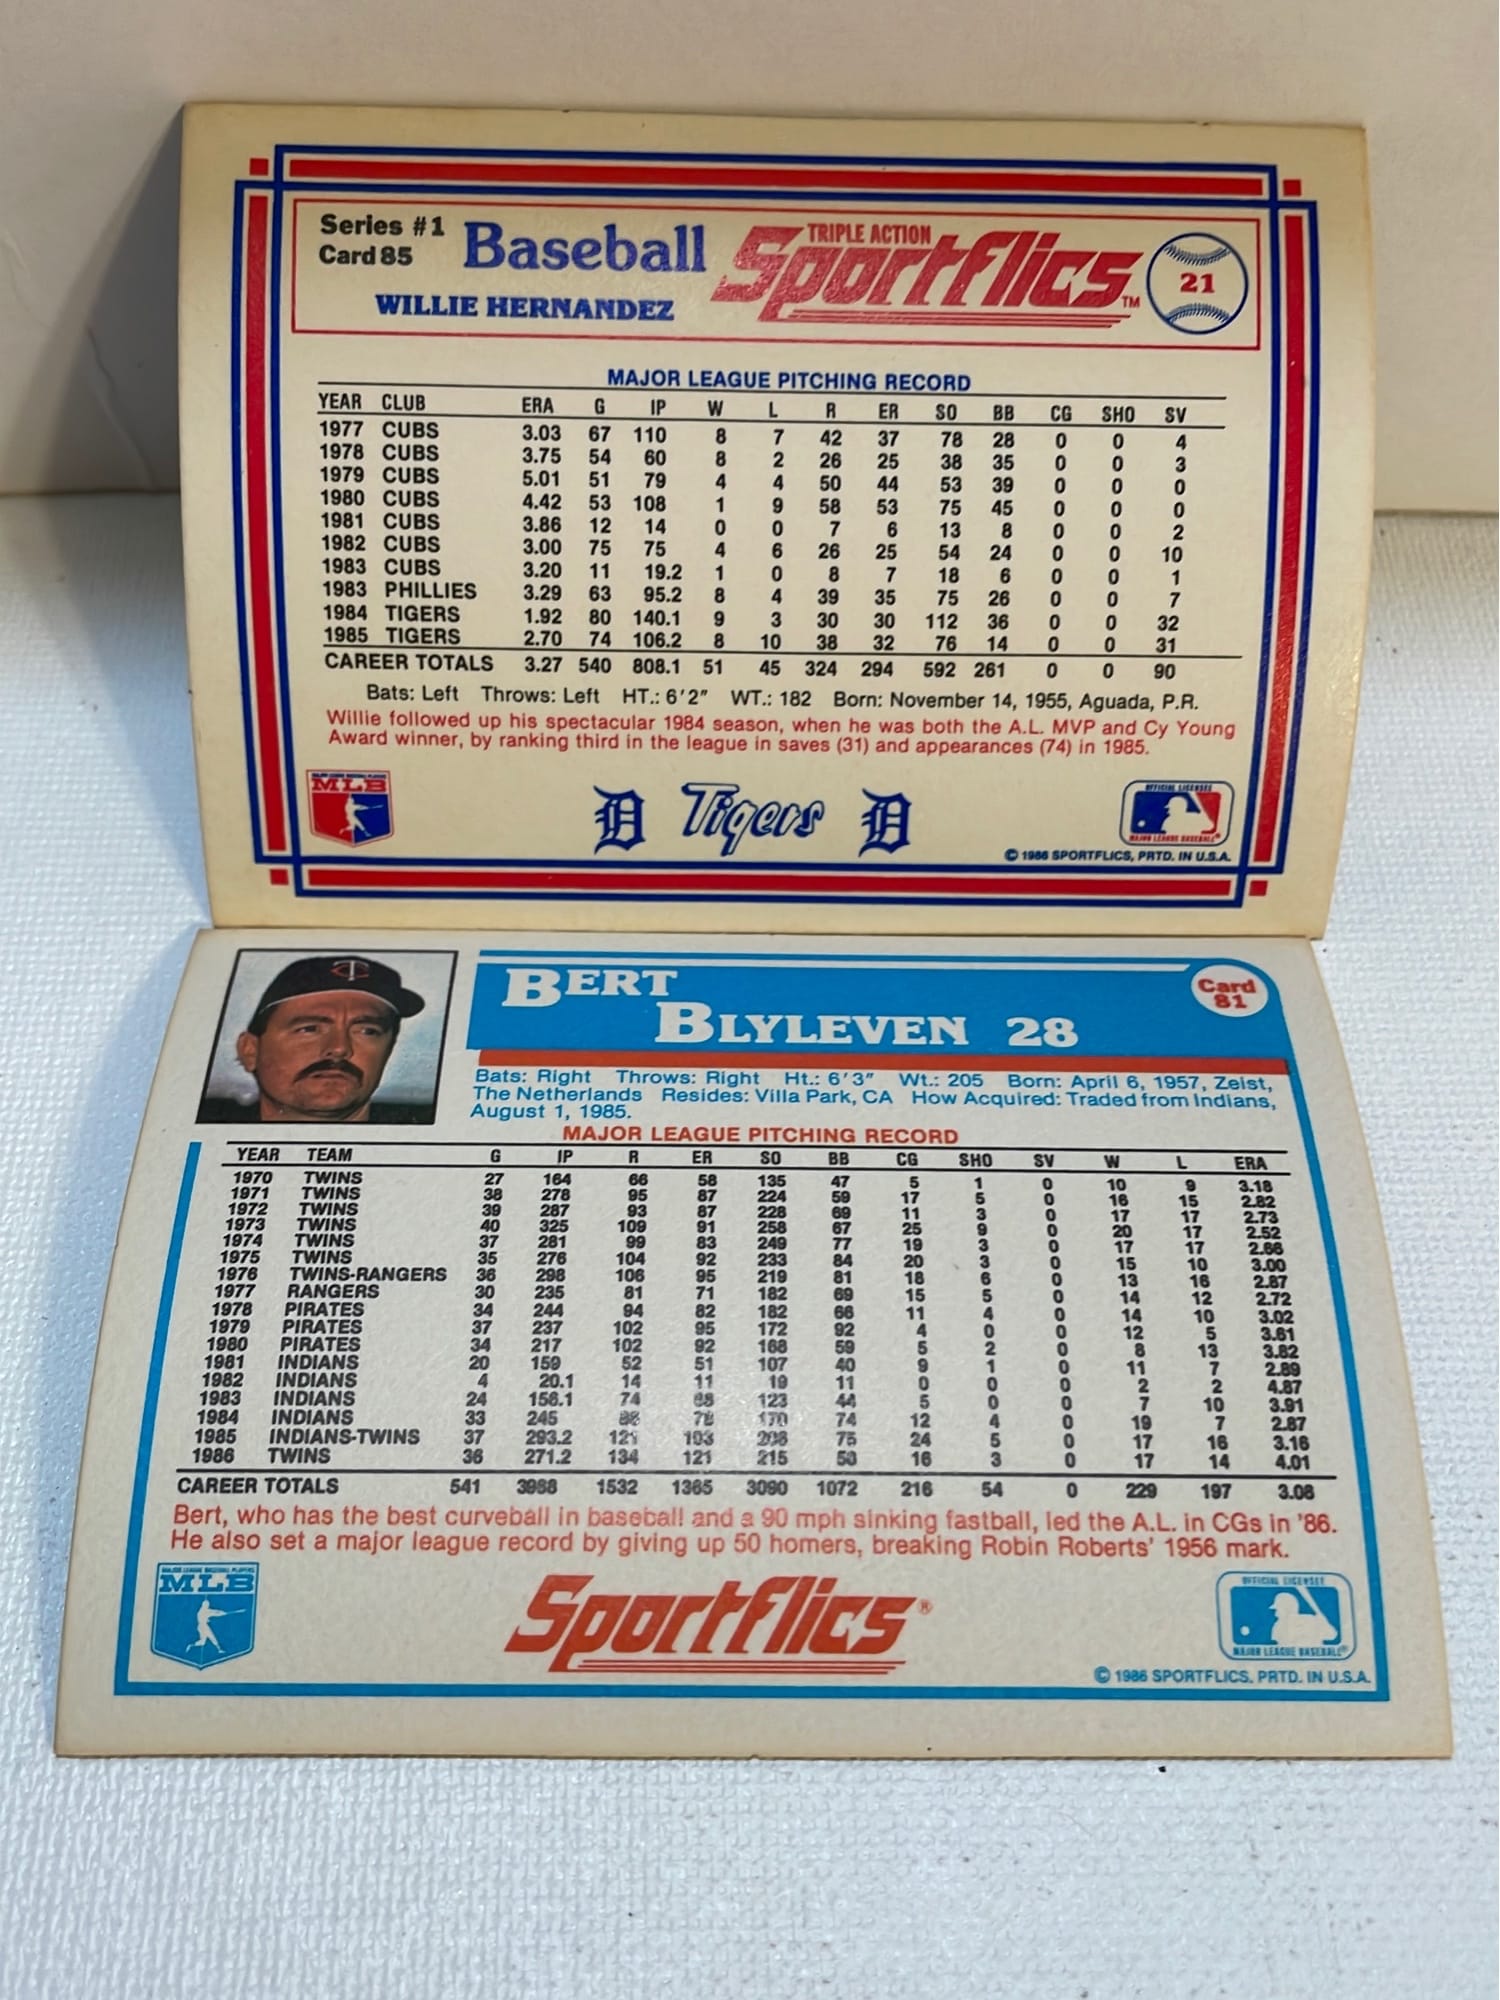 Series #1
Card 85
Baseball
TRIPLE ACTION
Sportflics™
21
WILLIE HERNANDEZ
MAJOR LEAGUE PITCHING RECORD
YEAR CLUB ERA G IP W L R ER SO BB CG SHO SV
1977 CUBS 3.03 67 110 8 7 42 37 78 28 0 0 4
1978 CUBS 3.75 54 60 8 2 26 25 38 35 0 0 3
1979 CUBS 5.01 51 79 4 4 50 44 53 39 0 0 0
1980 CUBS 4.42 53 108 1 9 58 53 75 45 0 0 0
1981 CUBS 3.86 12 14 0 0 7 6 13 8 0 0 2
1982 CUBS 3.00 75 75 4 6 26 25 54 24 0 0 10
1983 CUBS 3.20 11 19.2 1 0 8 7 18 6 0 0 1
1983 PHILLIES 3.29 63 95.2 8 4 39 35 75 26 0 0 7
1984 TIGERS 1.92 80 140.1 9 3 30 30 112 36 0 0 32
1985 TIGERS 2.70 74 106.2 8 10 38 32 76 14 0 0 31
CAREER TOTALS 3.27 540 808.1 51 45 324 294 592 261 0 0 90
Bats: Left Throws: Left HT.: 6'2" WT.: 182 Born: November 14, 1955, Aguada, P.R.
Willie followed up his spectacular 1984 season, when he was both the A.L. MVP and Cy Young
Award winner, by ranking third in the league in saves (31) and appearances (74) in 1985.
MAJOR LEAGUE BASEBALL PLAYERS
MLB
D Tigers D
OFFICIAL LICENSEE
MAJOR LEAGUE BASEBALL®
© 1986 SPORTFLICS, PRTD. IN U.S.A.
TC
BERT
BLYLEVEN 28
Card
81
Bats: Right Throws: Right Ht.: 6'3" Wt.: 205 Born: April 6, 1957, Zeist,
The Netherlands Resides: Villa Park, CA How Acquired: Traded from Indians,
August 1, 1985.
MAJOR LEAGUE PITCHING RECORD
YEAR TEAM G IP R ER SO BB CG SHO SV W L ERA
1970 TWINS 27 164 66 58 135 47 5 1 0 10 9 3.18
1971 TWINS 38 278 95 87 224 59 17 5 0 16 15 2.82
1972 TWINS 39 287 93 87 228 69 11 3 0 17 17 2.73
1973 TWINS 40 325 109 91 258 67 25 9 0 20 17 2.52
1974 TWINS 37 281 99 83 249 77 19 3 0 17 17 2.66
1975 TWINS 35 276 104 92 233 84 20 3 0 15 10 3.00
1976 TWINS-RANGERS 36 298 106 95 219 81 18 6 0 13 16 2.87
1977 RANGERS 30 235 81 71 182 69 15 5 0 14 12 2.72
1978 PIRATES 34 244 94 82 182 66 11 4 0 14 10 3.02
1979 PIRATES 37 237 102 95 172 92 4 0 0 12 5 3.61
1980 PIRATES 34 217 102 92 168 59 5 2 0 8 13 3.82
1981 INDIANS 20 159 52 51 107 40 9 1 0 11 7 2.89
1982 INDIANS 4 20.1 14 11 19 11 0 0 0 2 2 4.87
1983 INDIANS 24 156.1 74 68 123 44 5 0 0 7 10 3.91
1984 INDIANS 33 245 170 74 12 4 0 19 7 2.87
1985 INDIANS-TWINS 37 293.2 121 103 75 24 5 0 17 16 3.16
1986 TWINS 36 271.2 134 121 215 16 3 0 17 14 4.01
CAREER TOTALS 541 3988 1532 1365 3090 1072 216 54 0 229 197 3.08
Bert, who has the best curveball in baseball and a 90 mph sinking fastball, led the A.L. in CGs in '86.
He also set a major league record by giving up 50 homers, breaking Robin Roberts' 1956 mark.
MAJOR LEAGUE BASEBALL PLAYERS
MLB
Sportflics®
OFFICIAL LICENSEE
MAJOR LEAGUE BASEBALL®
© 1986 SPORTFLICS, PRTD. IN U.S.A.